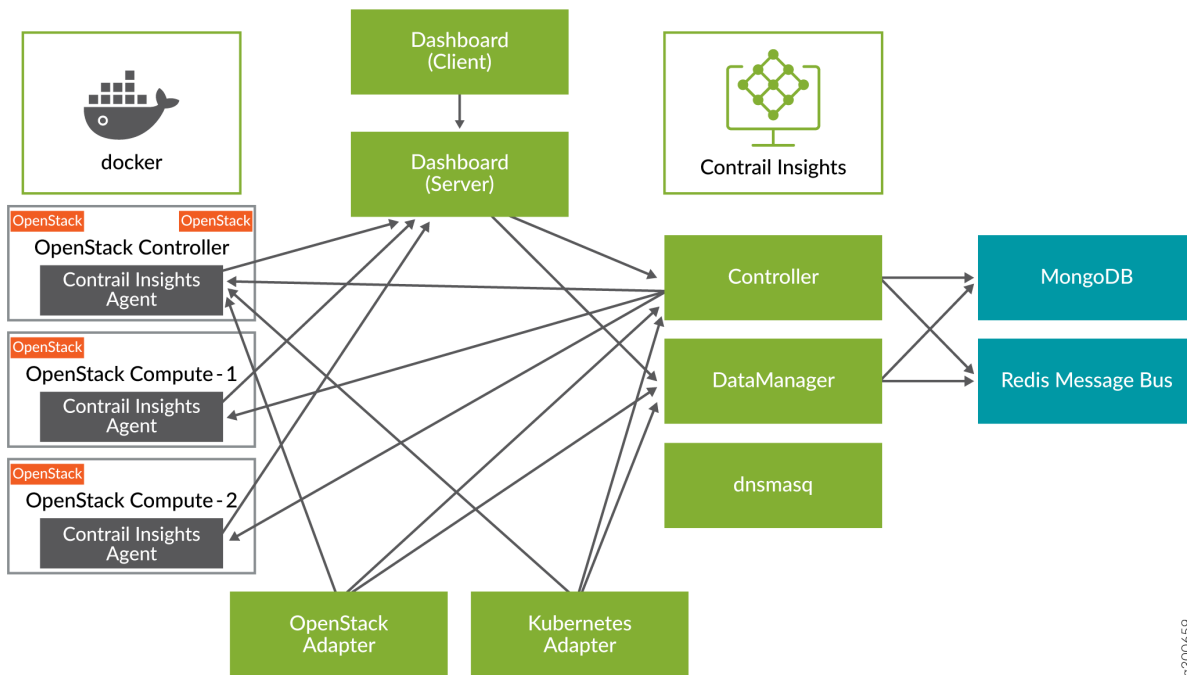 Dashboard
(Client)
docker
Dashboard
(Server)
Contrail Insights
OpenStack
OpenStack
OpenStack Controller
Contrail Insights
Agent
Controller
MongoDB
OpenStack
OpenStack Compute-1
Contrail Insights
Agent
DataManager
Redis Message Bus
OpenStack
OpenStack Compute-2
Contrail Insights
Agent
dnsmasq
OpenStack
Adapter
Kubernetes
Adapter
g300459